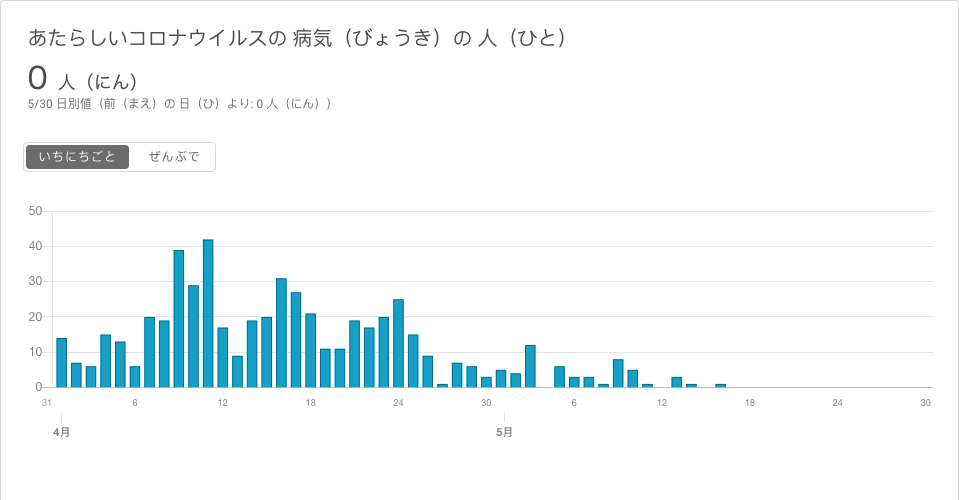 あたらしいコロナウイルスの 病気（びょうき）の 人（ひと）
0 人（にん）
5/30 日別値（前（まえ）の 日（ひ）より: 0 人（にん））
いちにちごと ぜんぶで
50
40
30
20
10
0
31 6 12 18 24 30 6 12 18 24 30
4月 5月